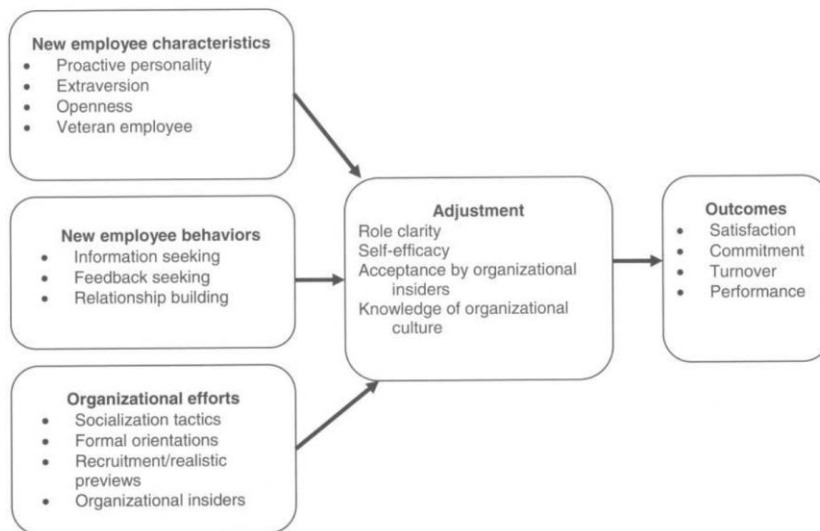 New employee characteristics
• Proactive personality
• Extraversion
• Openness
• Veteran employee
New employee behaviors
• Information seeking
• Feedback seeking
• Relationship building
Organizational efforts
• Socialization tactics
• Formal orientations
• Recruitment/realistic
previews
• Organizational insiders
Adjustment
Role clarity
Self-efficacy
Acceptance by organizational
insiders
Knowledge of organizational
culture
Outcomes
• Satisfaction
• Commitment
• Turnover
• Performance